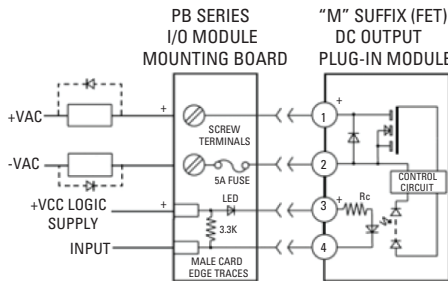 PB SERIES
I/O MODULE
MOUNTING BOARD
"M" SUFFIX (FET)
DC OUTPUT
PLUG-IN MODULE
+VAC
+
SCREW
TERMINALS
1
+
-VAC
5A FUSE
2
CONTROL
CIRCUIT
+VCC LOGIC
SUPPLY
+
LED
3
+
Rc
3.3K
INPUT
4
MALE CARD
EDGE TRACES